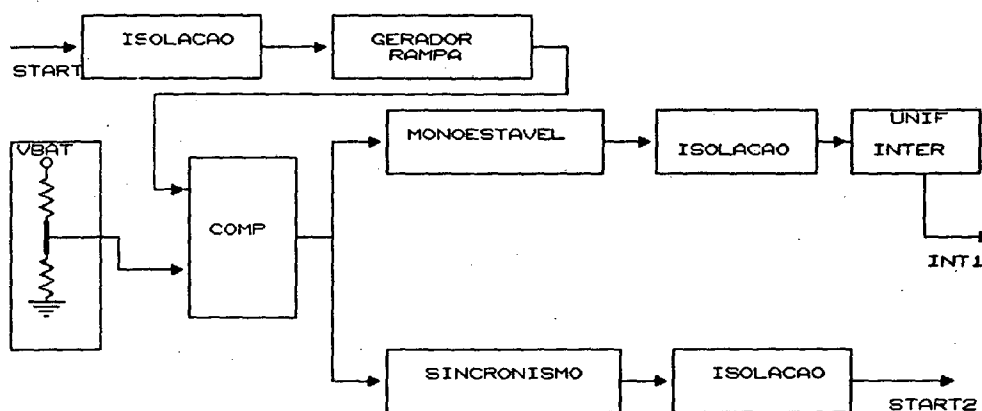 ISOLACAO
GERADOR
RAMPA
START
VBAT
MONOESTAVEL
ISOLACAO
UNIF
INTER
COMP
INT1
SINCRONISMO
ISOLACAO
START2